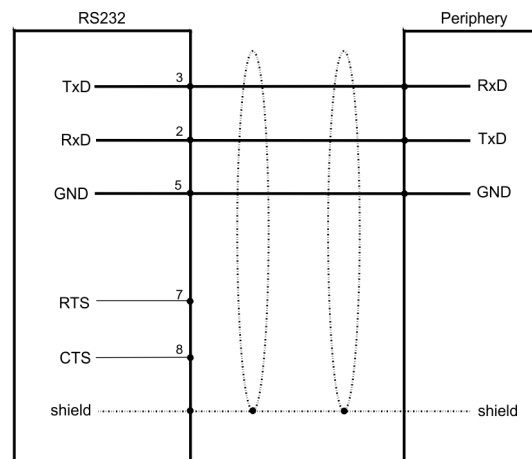 RS232 Periphery
TxD 3 RxD
RxD 2 TxD
GND 5 GND
RTS 7
CTS 8
shield shield